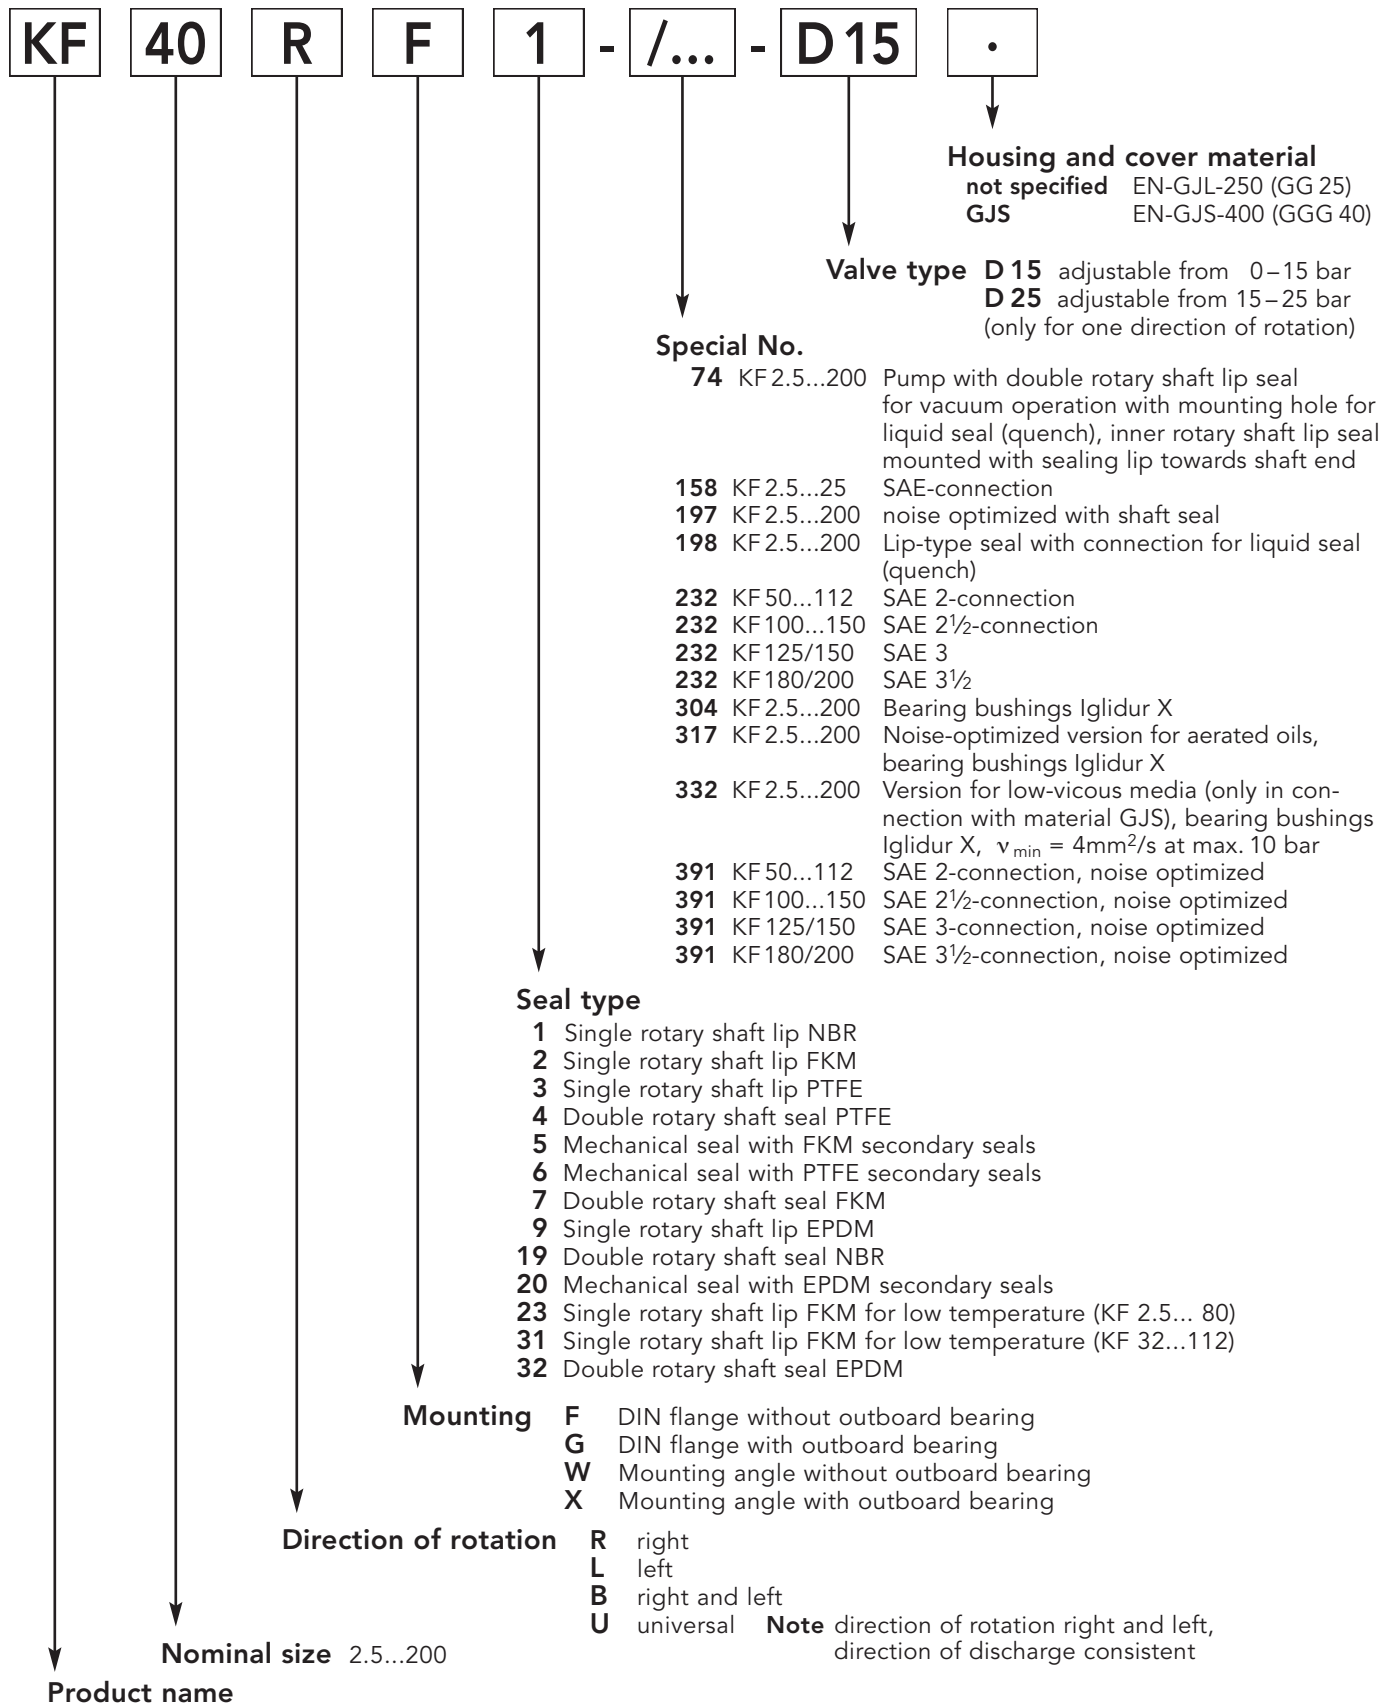 KF 40 R F 1 - /... - D 15 •
Housing and cover material
not specified EN-GJL-250 (GG 25)
GJS EN-GJS-400 (GGG 40)
Valve type D 15 adjustable from 0–15 bar
D 25 adjustable from 15–25 bar
(only for one direction of rotation)
Special No.
74 KF 2.5...200 Pump with double rotary shaft lip seal
for vacuum operation with mounting hole for
liquid seal (quench), inner rotary shaft lip seal
mounted with sealing lip towards shaft end
158 KF 2.5...25 SAE-connection
197 KF 2.5...200 noise optimized with shaft seal
198 KF 2.5...200 Lip-type seal with connection for liquid seal
(quench)
232 KF 50...112 SAE 2-connection
232 KF 100...150 SAE 2½-connection
232 KF 125/150 SAE 3
232 KF 180/200 SAE 3½
304 KF 2.5...200 Bearing bushings Iglidur X
317 KF 2.5...200 Noise-optimized version for aerated oils,
bearing bushings Iglidur X
332 KF 2.5...200 Version for low-vicous media (only in con-
nection with material GJS), bearing bushings
Iglidur X, ν min = 4mm²/s at max. 10 bar
391 KF 50...112 SAE 2-connection, noise optimized
391 KF 100...150 SAE 2½-connection, noise optimized
391 KF 125/150 SAE 3-connection, noise optimized
391 KF 180/200 SAE 3½-connection, noise optimized
Seal type
1 Single rotary shaft lip NBR
2 Single rotary shaft lip FKM
3 Single rotary shaft lip PTFE
4 Double rotary shaft seal PTFE
5 Mechanical seal with FKM secondary seals
6 Mechanical seal with PTFE secondary seals
7 Double rotary shaft seal FKM
9 Single rotary shaft lip EPDM
19 Double rotary shaft seal NBR
20 Mechanical seal with EPDM secondary seals
23 Single rotary shaft lip FKM for low temperature (KF 2.5... 80)
31 Single rotary shaft lip FKM for low temperature (KF 32...112)
32 Double rotary shaft seal EPDM
Mounting F DIN flange without outboard bearing
G DIN flange with outboard bearing
W Mounting angle without outboard bearing
X Mounting angle with outboard bearing
Direction of rotation R right
L left
B right and left
U universal Note direction of rotation right and left,
direction of discharge consistent
Nominal size 2.5...200
Product name